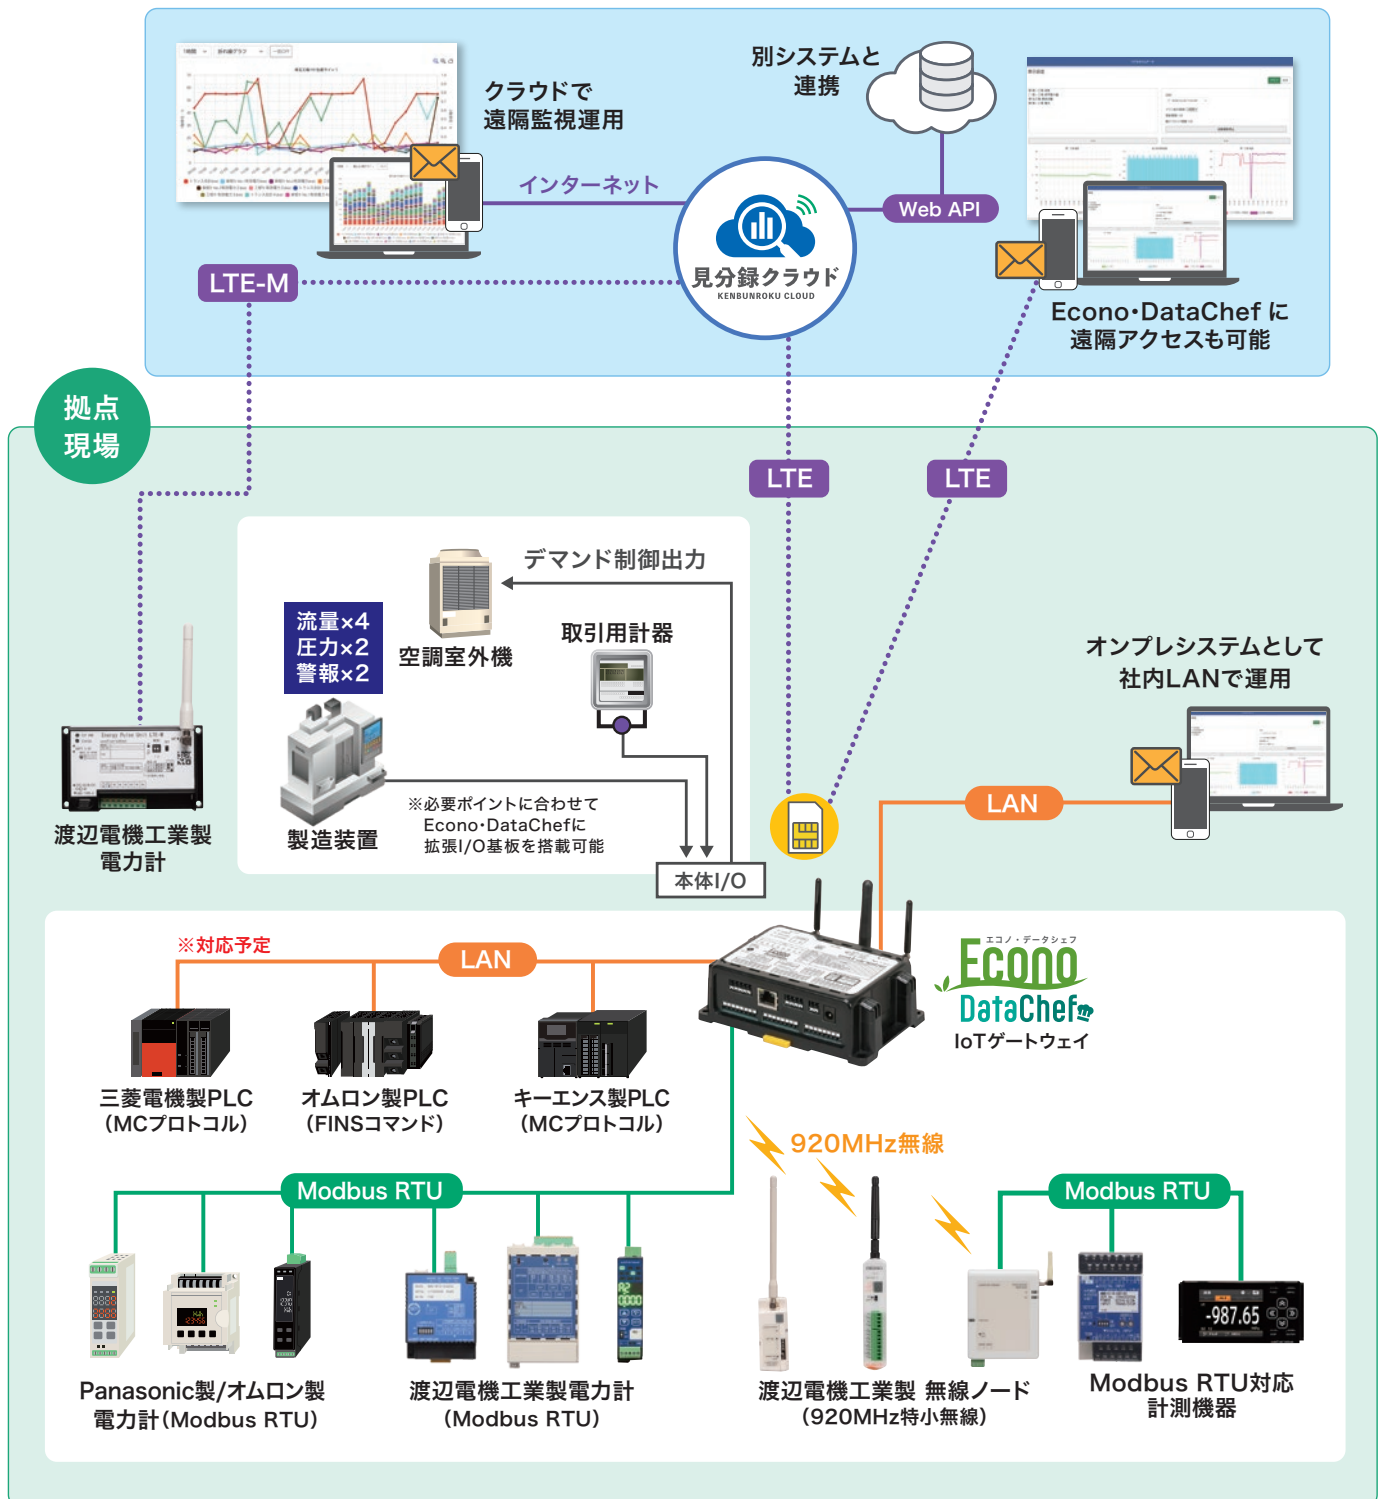 1時間
折れ線グラフ
クラウドで
遠隔監視運用
別システムと
連携
インターネット
Web API
見分録クラウド
KENBUNROKU CLOUD
LTE-M
Econo・DataChef に
遠隔アクセスも可能
拠点
現場
LTE
LTE
デマンド制御出力
流量×4
圧力×2
警報×2
空調室外機
取引用計器
オンプレシステムとして
社内LANで運用
Energy Pulse Unit LTE-M
渡辺電機工業製
電力計
製造装置
※必要ポイントに合わせて
Econo・DataChefに
拡張I/O基板を搭載可能
本体I/O
LAN
※対応予定
LAN
エコノ・データシェフ
Econo
DataChef
IoTゲートウェイ
三菱電機製PLC
（MCプロトコル）
オムロン製PLC
（FINSコマンド）
キーエンス製PLC
（MCプロトコル）
920MHz無線
Modbus RTU
Modbus RTU
-987.65
Panasonic製/オムロン製
電力計（Modbus RTU）
渡辺電機工業製電力計
（Modbus RTU）
渡辺電機工業製 無線ノード
（920MHz特小無線）
Modbus RTU対応
計測機器